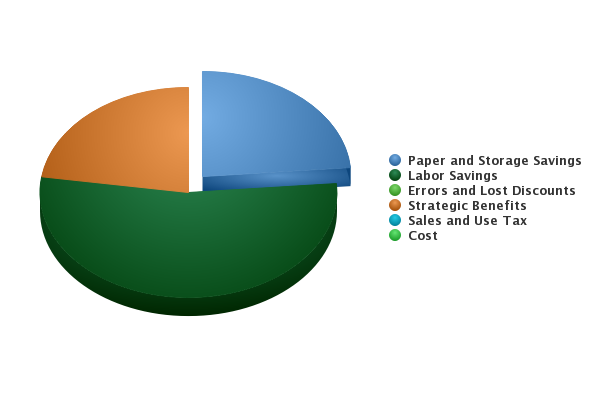 Paper and Storage Savings
Labor Savings
Errors and Lost Discounts
Strategic Benefits
Sales and Use Tax
Cost